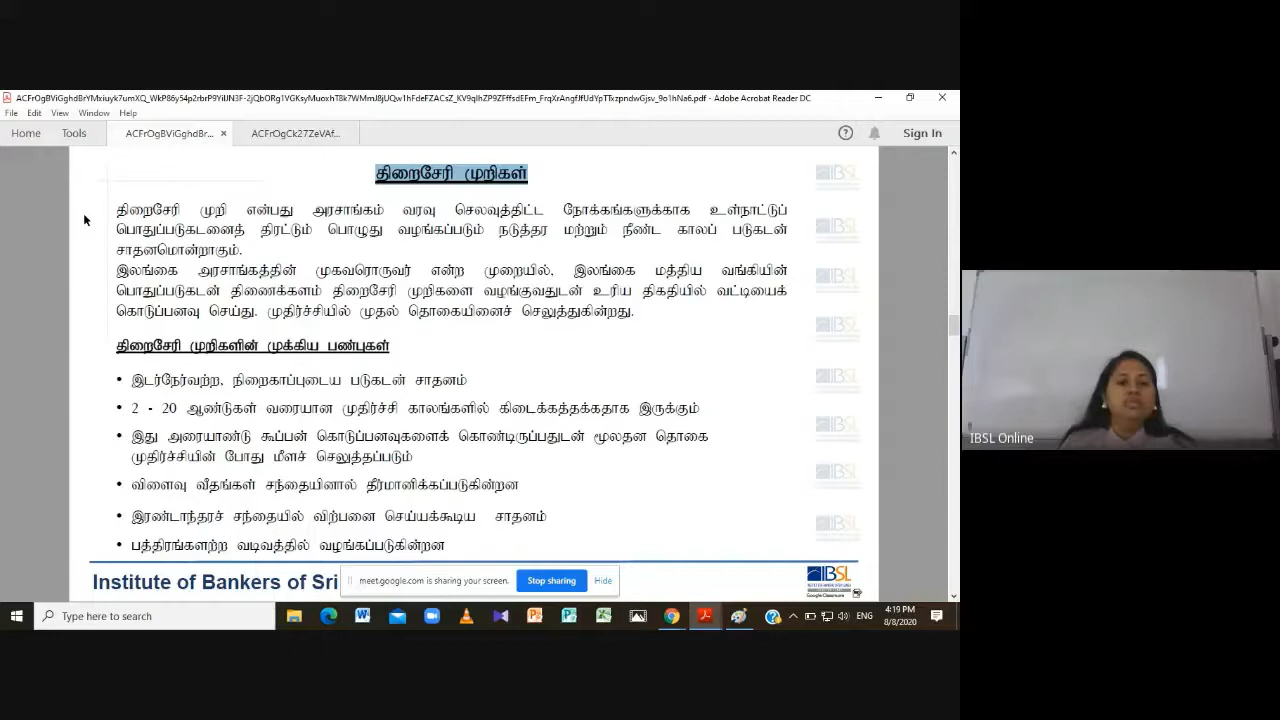 ACFrOgBViGghdBrYMxiuyk7umXQ_WkP86y54p2rbrP9YiUN3F-2jQbORg1VGKsyMuoxhT8k7WMmJ8jUQw1hFdeFZACsZ_KV9qlhZP9ZFffsdEFm_FrqXrAngfJfUdYpTTxzpndwGjsv_9o1hNa6.pdf - Adobe Acrobat Reader DC
File Edit View Window Help
Home Tools ACFrOgBViGghdBr... × ACFrOgCk27ZeVAf... Sign In
திறைசேரி முறிகள்
திறைசேரி முறி என்பது அரசாங்கம் வரவு செலவுத்திட்ட நோக்கங்களுக்காக உள்நாட்டுப்
பொதுப்படுகடனைத் திரட்டும் பொழுது வழங்கப்படும் நடுத்தர மற்றும் நீண்ட காலப் படுகடன்
சாதனமொன்றாகும்.
இலங்கை அரசாங்கத்தின் முகவரொருவர் என்ற முறையில், இலங்கை மத்திய வங்கியின்
பொதுப்படுகடன் திணைக்களம் திறைசேரி முறிகளை வழங்குவதுடன் உரிய திகதியில் வட்டியைக்
கொடுப்பனவு செய்து. முதிர்ச்சியில் முதல் தொகையினைச் செலுத்துகின்றது.
திறைசேரி முறிகளின் முக்கிய பண்புகள்
• இடர்நேர்வற்ற, நிறைகாப்புடைய படுகடன் சாதனம்
• 2 - 20 ஆண்டுகள் வரையான முதிர்ச்சி காலங்களில் கிடைக்கத்தக்கதாக இருக்கும்
• இது அரையாண்டு கூப்பன் கொடுப்பனவுகளைக் கொண்டிருப்பதுடன் மூலதன தொகை
முதிர்ச்சியின் போது மீளச் செலுத்தப்படும்
• விளைவு வீதங்கள் சந்தையினால் தீர்மானிக்கப்படுகின்றன
• இரண்டாந்தரச் சந்தையில் விற்பனை செய்யக்கூடிய சாதனம்
• பத்திரங்களற்ற வடிவத்தில் வழங்கப்படுகின்றன
Institute of Bankers of Sri
meet.google.com is sharing your screen. Stop sharing Hide
IBSL
Google Classroom
IBSL Online
Type here to search
ENG
4:19 PM
8/8/2020